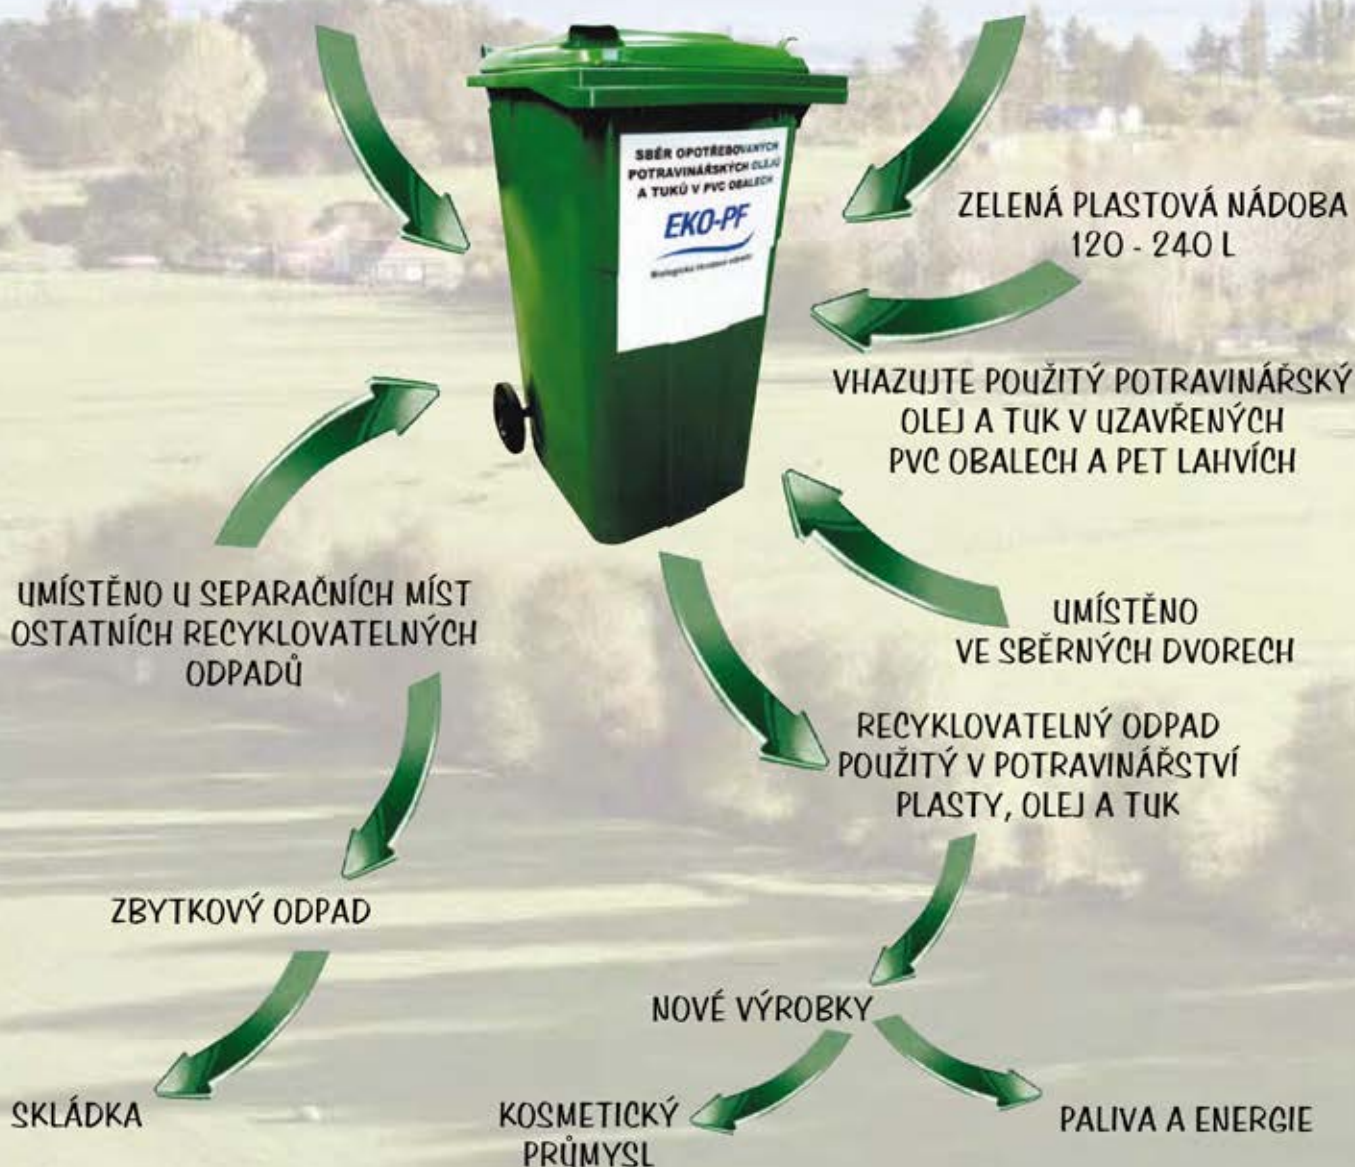 SBĚR OPOTŘEBOVANÝCH
POTRAVINÁŘSKÝCH OLEJŮ
A TUKŮ V PVC OBALECH
EKO-PF
ZELENÁ PLASTOVÁ NÁDOBA
120 - 240 L
VHAZUJTE POUŽITÝ POTRAVINÁŘSKÝ
OLEJ A TUK V UZAVŘENÝCH
PVC OBALECH A PET LAHVÍCH
UMÍSTĚNO U SEPARAČNÍCH MÍST
OSTATNÍCH RECYKLOVATELNÝCH
ODPADŮ
UMÍSTĚNO
VE SBĚRNÝCH DVORECH
RECYKLOVATELNÝ ODPAD
POUŽITÝ V POTRAVINÁŘSTVÍ
PLASTY, OLEJ A TUK
ZBYTKOVÝ ODPAD
NOVÉ VÝROBKY
SKLÁDKA
KOSMETICKÝ
PRŮMYSL
PALIVA A ENERGIE